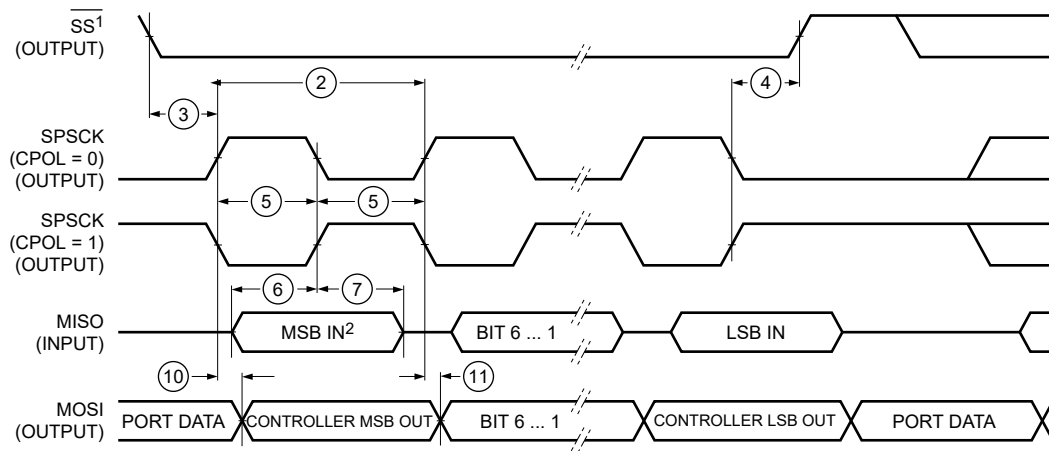 SS¹
(OUTPUT)
2
4
3
SPSCK
(CPOL = 0)
(OUTPUT)
5
5
SPSCK
(CPOL = 1)
(OUTPUT)
6
7
MISO
(INPUT)
MSB IN²
BIT 6 ... 1
LSB IN
10
11
MOSI
(OUTPUT)
PORT DATA
CONTROLLER MSB OUT
BIT 6 ... 1
CONTROLLER LSB OUT
PORT DATA